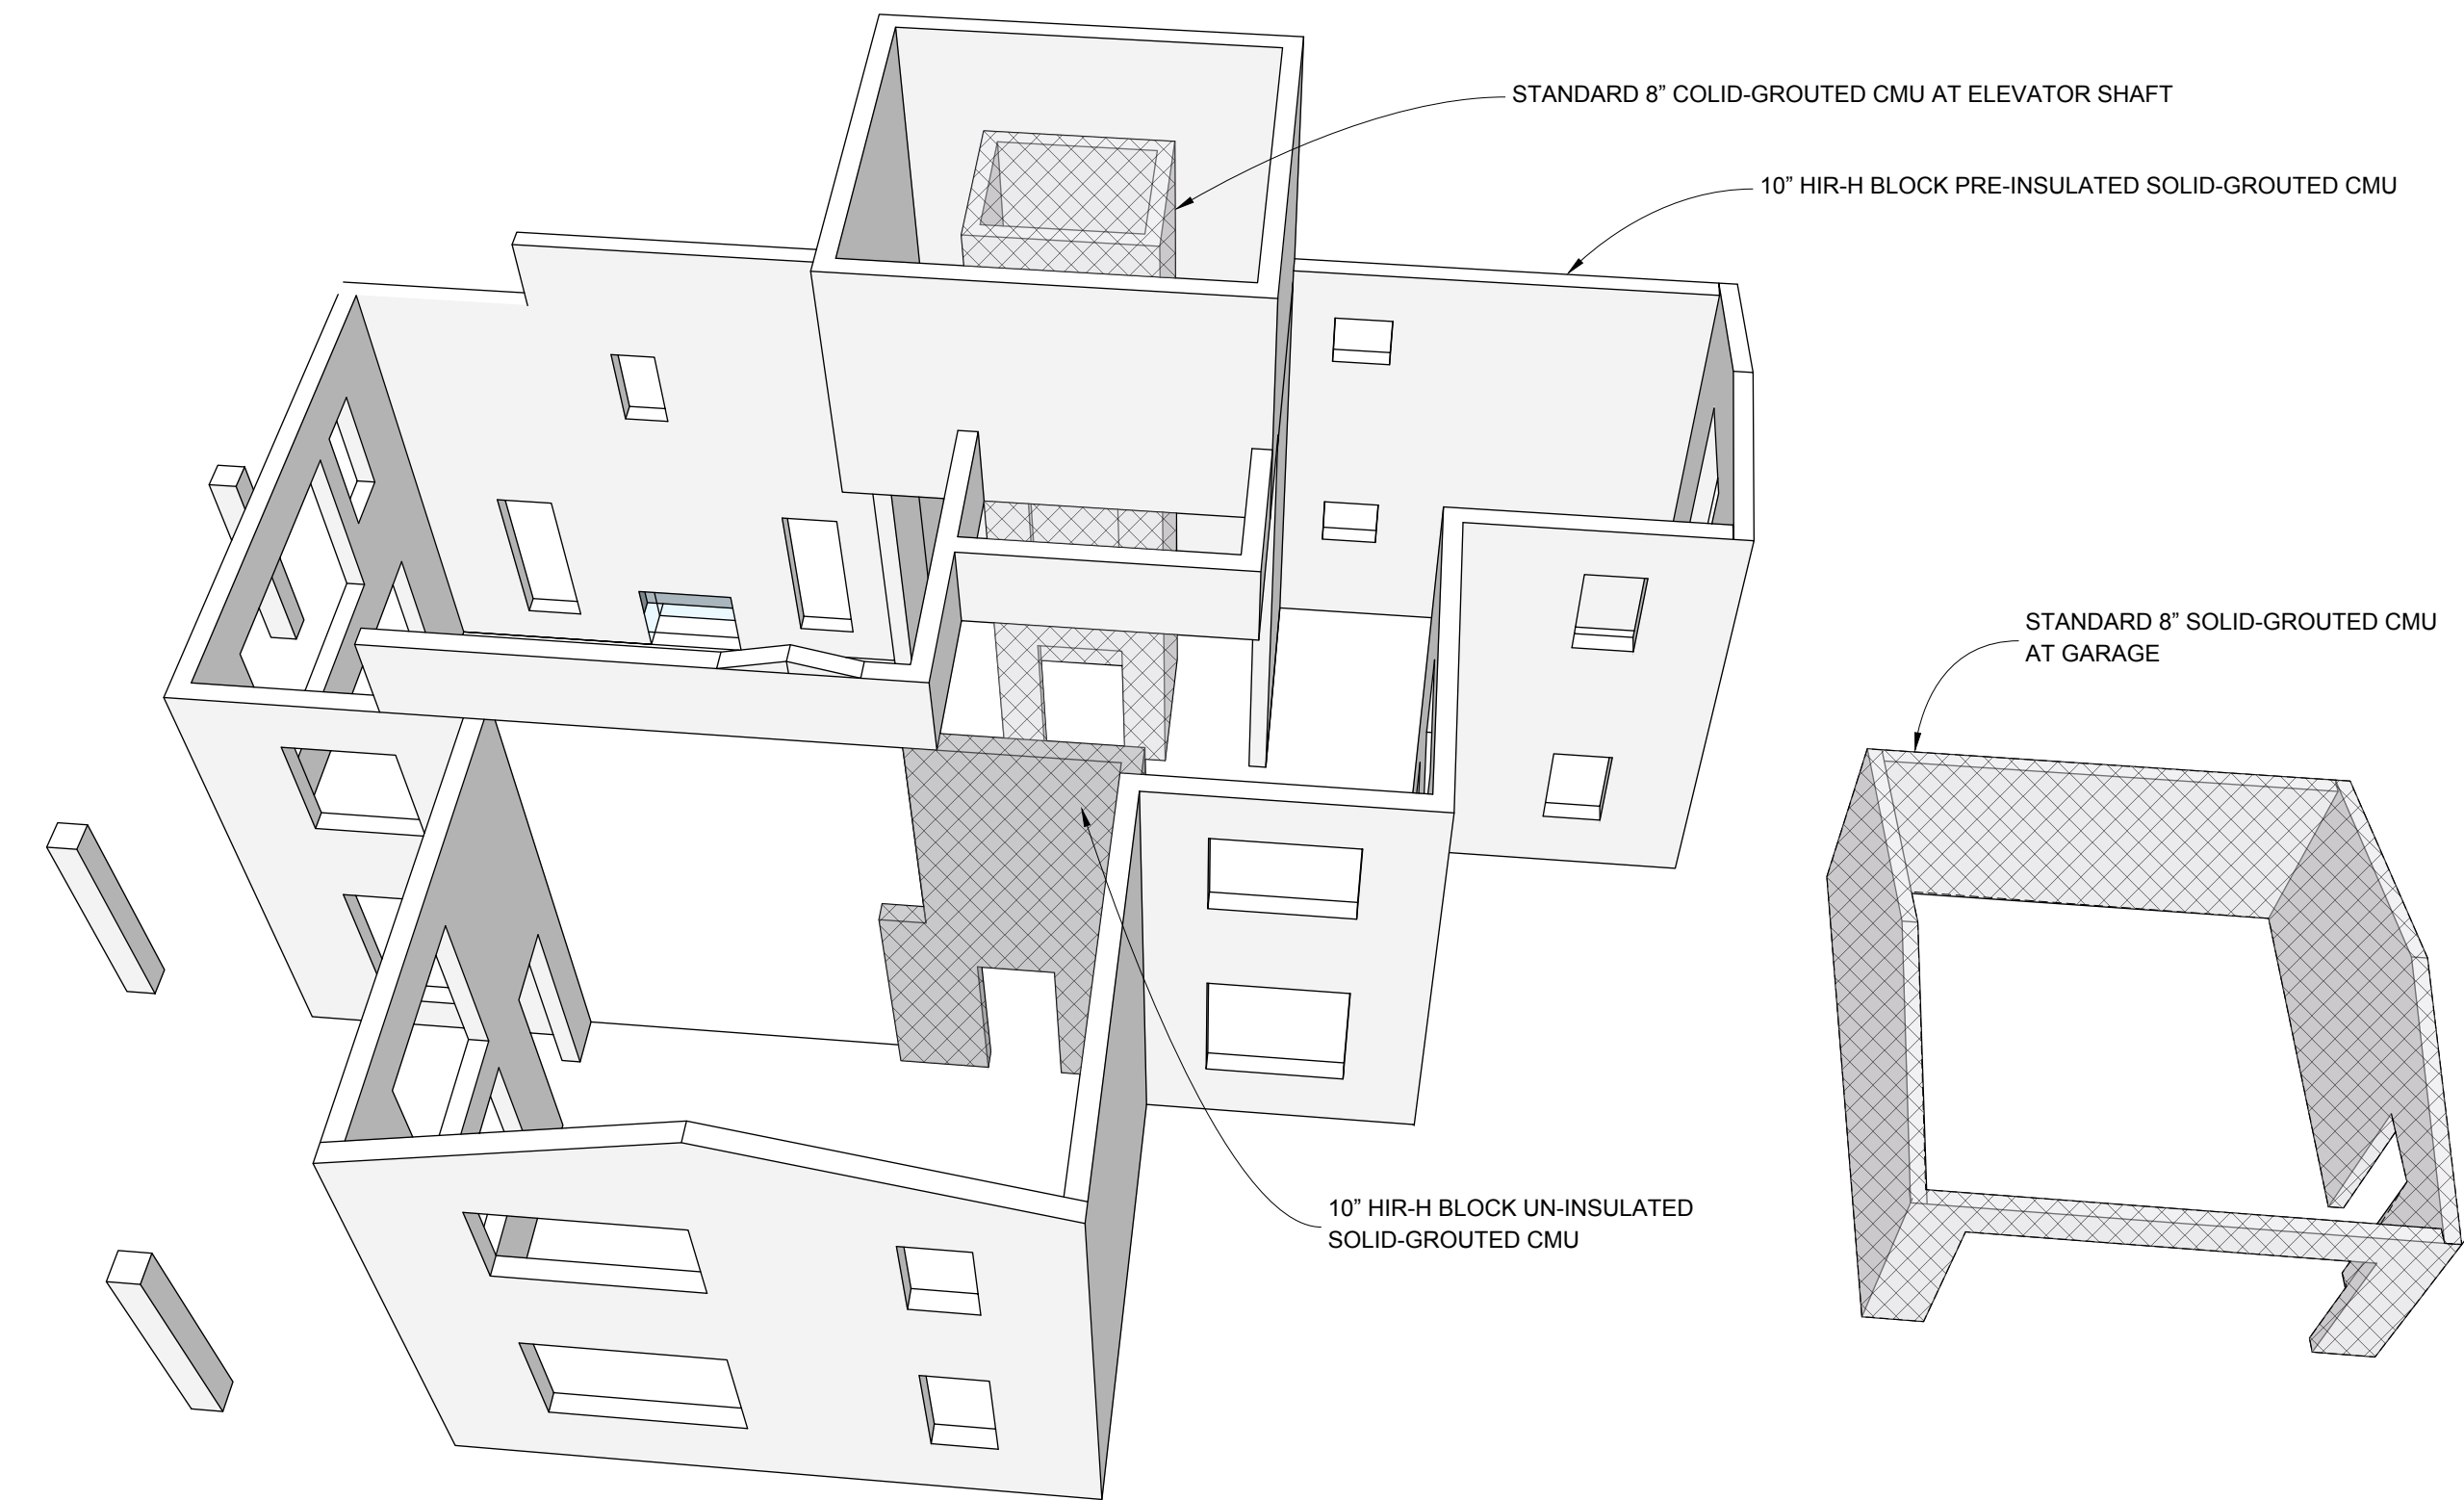 STANDARD 8” COLID-GROUTED CMU AT ELEVATOR SHAFT
10” HIR-H BLOCK PRE-INSULATED SOLID-GROUTED CMU
STANDARD 8” SOLID-GROUTED CMU
AT GARAGE
10” HIR-H BLOCK UN-INSULATED
SOLID-GROUTED CMU